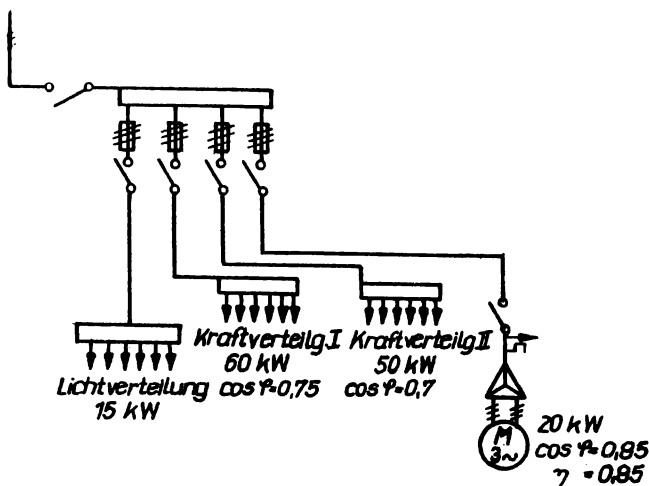 Kraftverteilg.I
60 kW
cos φ=0,75
Kraftverteilg.II
50 kW
cos φ=0,7
Lichtverteilung
15 kW
M
3~
20 kW
cos φ=0,85
η =0,85